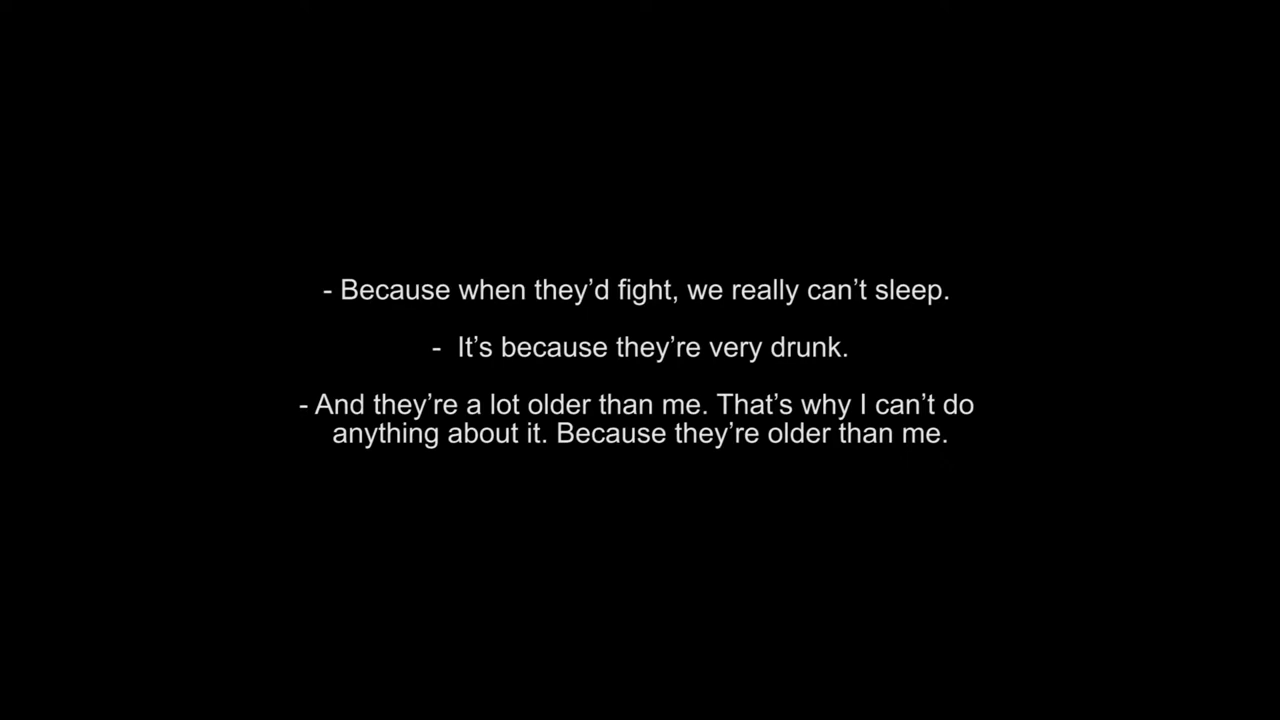 - Because when they’d fight, we really can’t sleep.
-  It’s because they’re very drunk.
- And they’re a lot older than me. That’s why I can’t do
anything about it. Because they’re older than me.